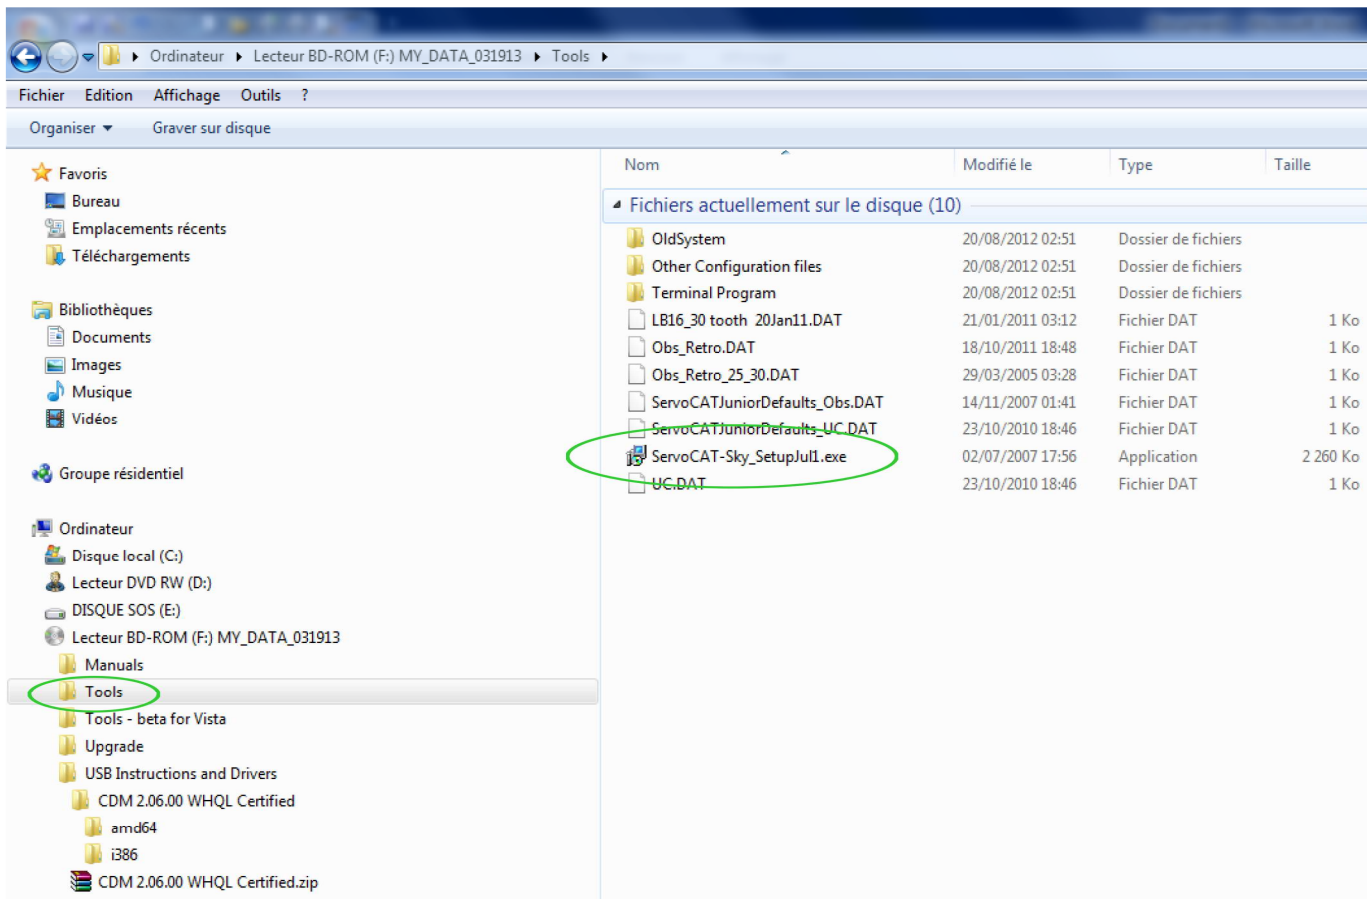 Ordinateur Lecteur BD-ROM (F:) MY_DATA_031913 Tools
Fichier Edition Affichage Outils ?
Organiser Graver sur disque
Favoris
Bureau
Emplacements récents
Téléchargements
Bibliothèques
Documents
Images
Musique
Vidéos
Groupe résidentiel
Ordinateur
Disque local (C:)
Lecteur DVD RW (D:)
DISQUE SOS (E:)
Lecteur BD-ROM (F:) MY_DATA_031913
Manuals
Tools
Tools - beta for Vista
Upgrade
USB Instructions and Drivers
CDM 2.06.00 WHQL Certified
amd64
i386
CDM 2.06.00 WHQL Certified.zip
Nom Modifié le Type Taille
Fichiers actuellement sur le disque (10)
OldSystem 20/08/2012 02:51 Dossier de fichiers
Other Configuration files 20/08/2012 02:51 Dossier de fichiers
Terminal Program 20/08/2012 02:51 Dossier de fichiers
LB16_30 tooth 20Jan11.DAT 21/01/2011 03:12 Fichier DAT 1 Ko
Obs_Retro.DAT 18/10/2011 18:48 Fichier DAT 1 Ko
Obs_Retro_25_30.DAT 29/03/2005 03:28 Fichier DAT 1 Ko
ServoCATJuniorDefaults_Obs.DAT 14/11/2007 01:41 Fichier DAT 1 Ko
ServoCATJuniorDefaults_UC.DAT 23/10/2010 18:46 Fichier DAT 1 Ko
ServoCAT-Sky_SetupJul1.exe 02/07/2007 17:56 Application 2 260 Ko
UC.DAT 23/10/2010 18:46 Fichier DAT 1 Ko